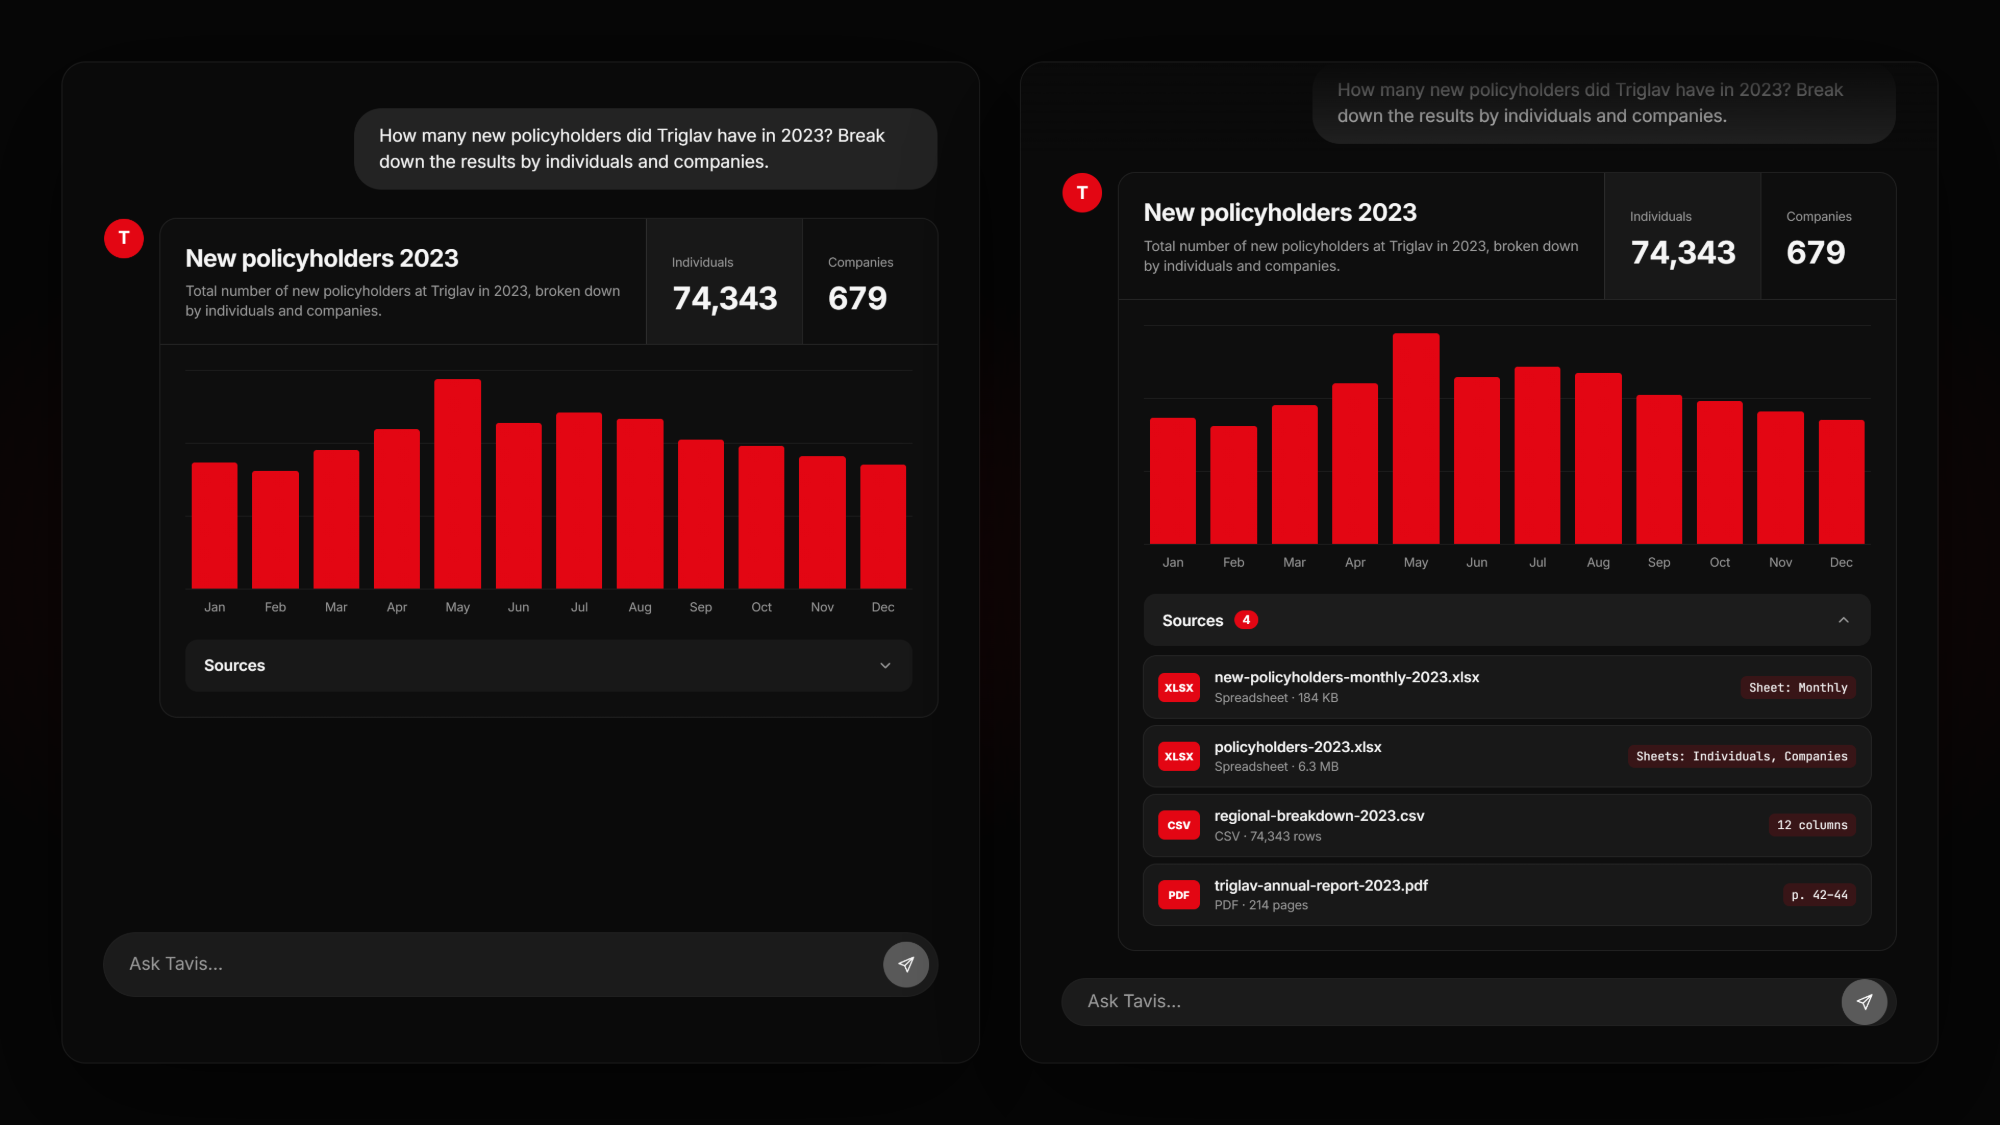 How many new policyholders did Triglav have in 2023? Break
down the results by individuals and companies.
T
New policyholders 2023
Total number of new policyholders at Triglav in 2023, broken down
by individuals and companies.
Individuals
74,343
Companies
679
Jan Feb Mar Apr May Jun Jul Aug Sep Oct Nov Dec
Sources
Ask Tavis...
How many new policyholders did Triglav have in 2023? Break
down the results by individuals and companies.
T
New policyholders 2023
Total number of new policyholders at Triglav in 2023, broken down
by individuals and companies.
Individuals
74,343
Companies
679
Jan Feb Mar Apr May Jun Jul Aug Sep Oct Nov Dec
Sources 4
XLSX
new-policyholders-monthly-2023.xlsx
Spreadsheet · 184 KB
Sheet: Monthly
XLSX
policyholders-2023.xlsx
Spreadsheet · 6.3 MB
Sheets: Individuals, Companies
CSV
regional-breakdown-2023.csv
CSV · 74,343 rows
12 columns
PDF
triglav-annual-report-2023.pdf
PDF · 214 pages
p. 42–44
Ask Tavis...